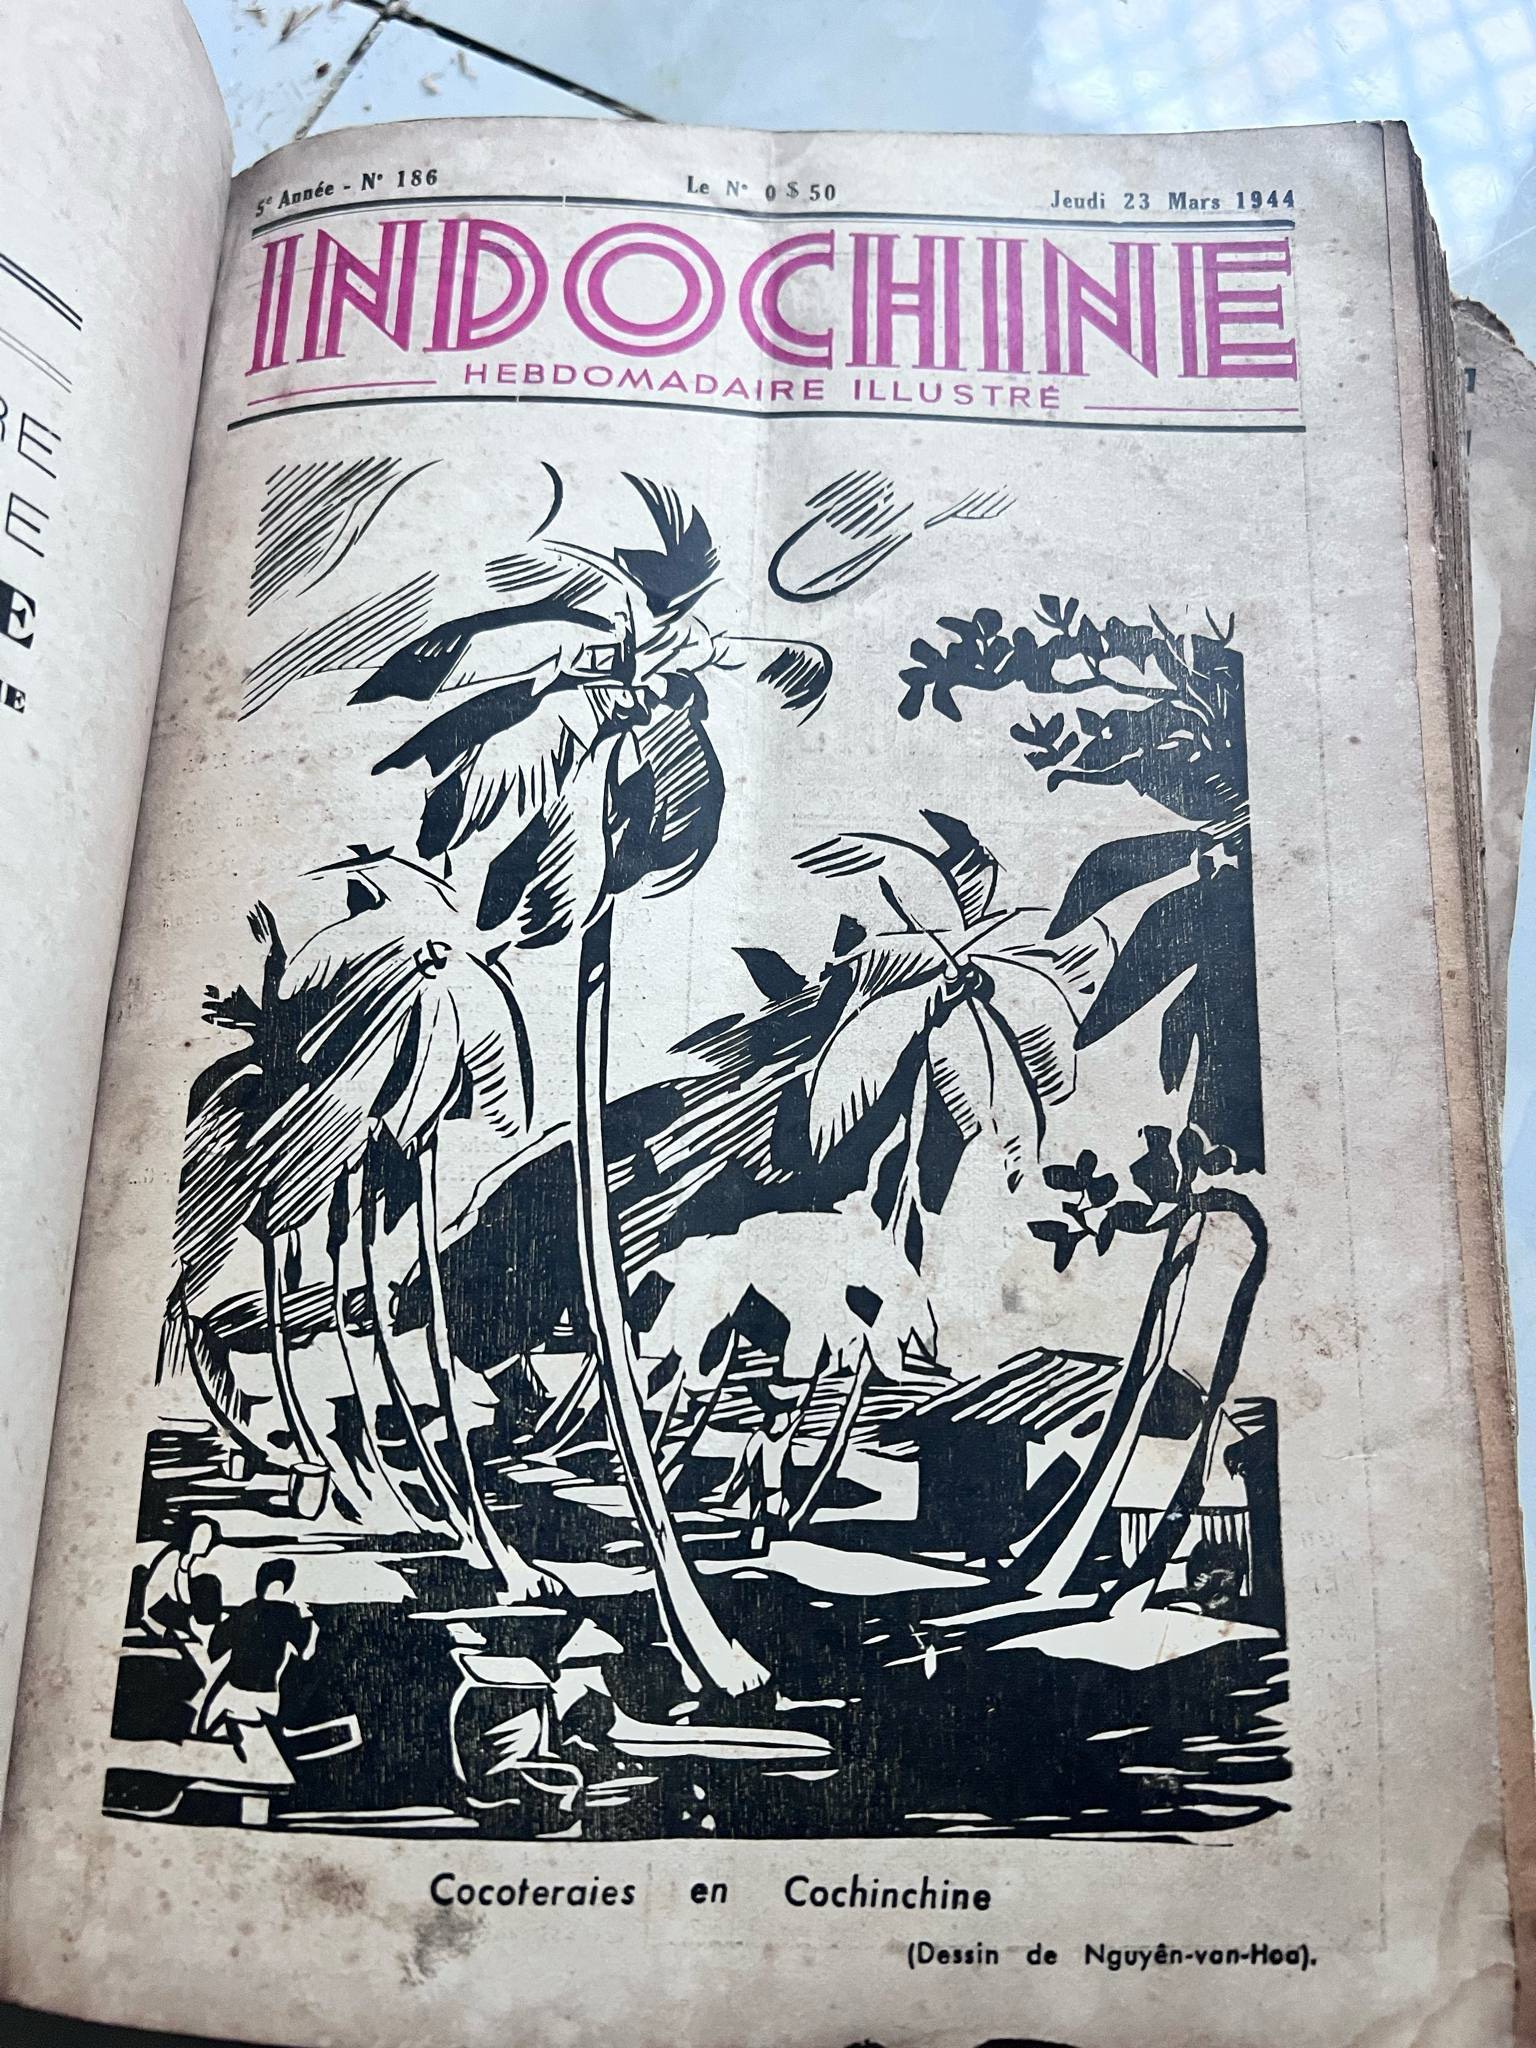 5e Année - N° 186
Le N° 0 $ 50
Jeudi 23 Mars 1944
INDOCHINE
HEBDOMADAIRE ILLUSTRÉ
Cocoteraies en Cochinchine
(Dessin de Nguyên-van-Hoa).
RE
E
E